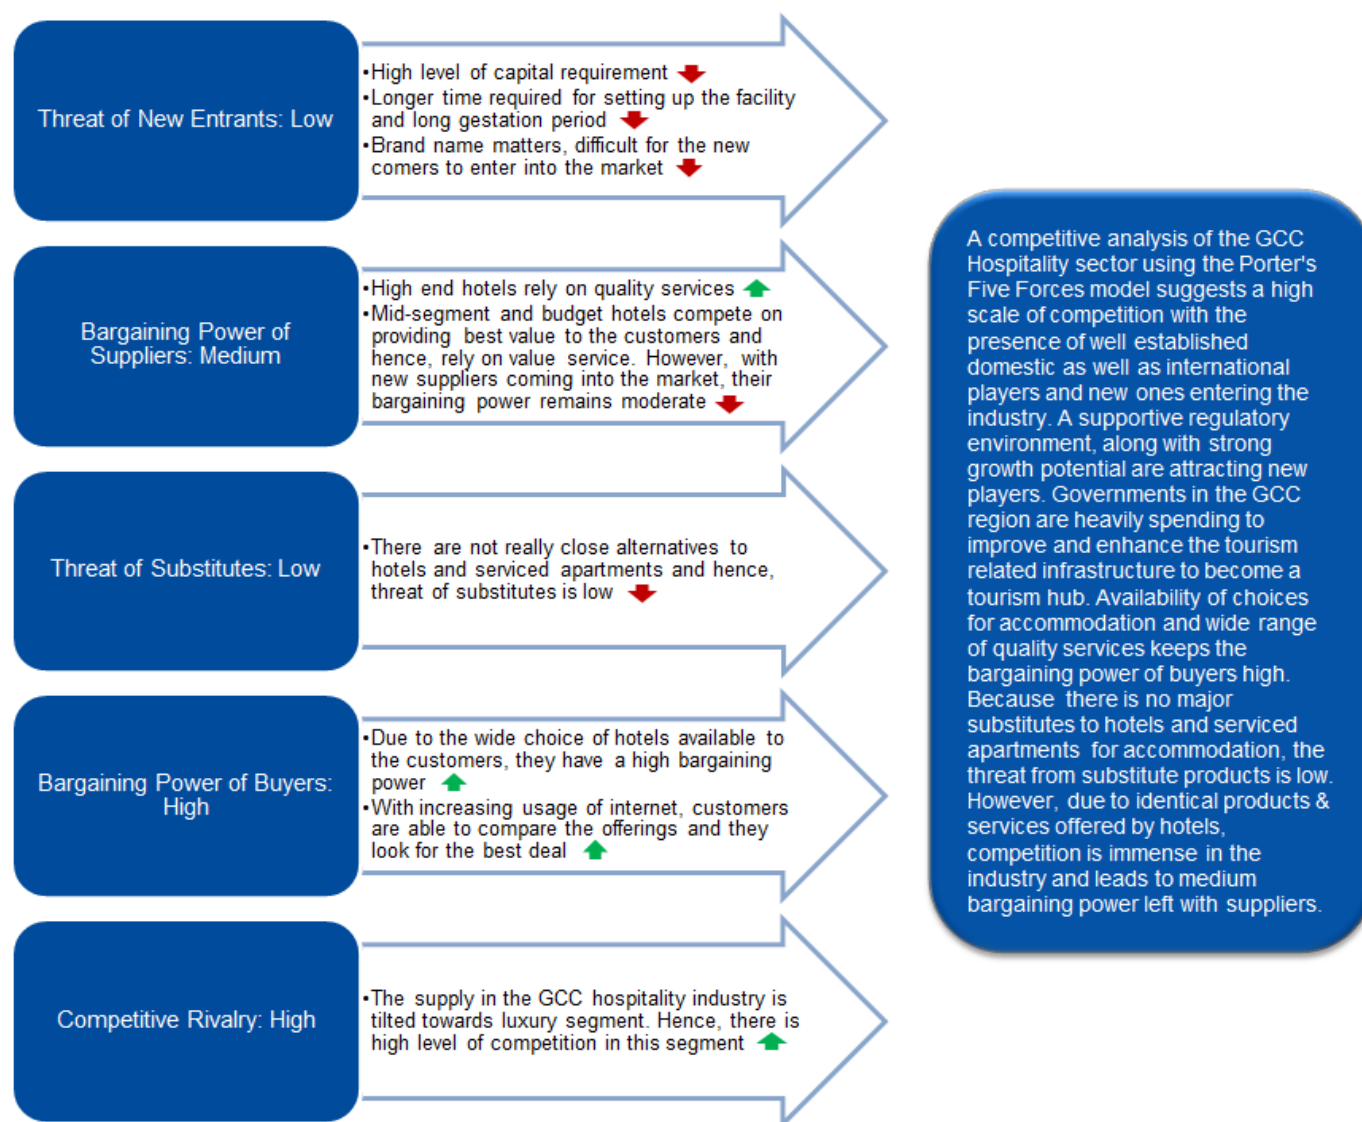 Threat of New Entrants: Low
•High level of capital requirement
•Longer time required for setting up the facility
and long gestation period
•Brand name matters, difficult for the new
comers to enter into the market
Bargaining Power of
Suppliers: Medium
•High end hotels rely on quality services
•Mid-segment and budget hotels compete on
providing best value to the customers and
hence, rely on value service. However, with
new suppliers coming into the market, their
bargaining power remains moderate
Threat of Substitutes: Low
•There are not really close alternatives to
hotels and serviced apartments and hence,
threat of substitutes is low
Bargaining Power of Buyers:
High
•Due to the wide choice of hotels available to
the customers, they have a high bargaining
power
•With increasing usage of internet, customers
are able to compare the offerings and they
look for the best deal
Competitive Rivalry: High
•The supply in the GCC hospitality industry is
tilted towards luxury segment. Hence, there is
high level of competition in this segment
A competitive analysis of the GCC
Hospitality sector using the Porter's
Five Forces model suggests a high
scale of competition with the
presence of well established
domestic as well as international
players and new ones entering the
industry. A supportive regulatory
environment, along with strong
growth potential are attracting new
players. Governments in the GCC
region are heavily spending to
improve and enhance the tourism
related infrastructure to become a
tourism hub. Availability of choices
for accommodation and wide range
of quality services keeps the
bargaining power of buyers high.
Because there is no major
substitutes to hotels and serviced
apartments for accommodation, the
threat from substitute products is low.
However, due to identical products &
services offered by hotels,
competition is immense in the
industry and leads to medium
bargaining power left with suppliers.